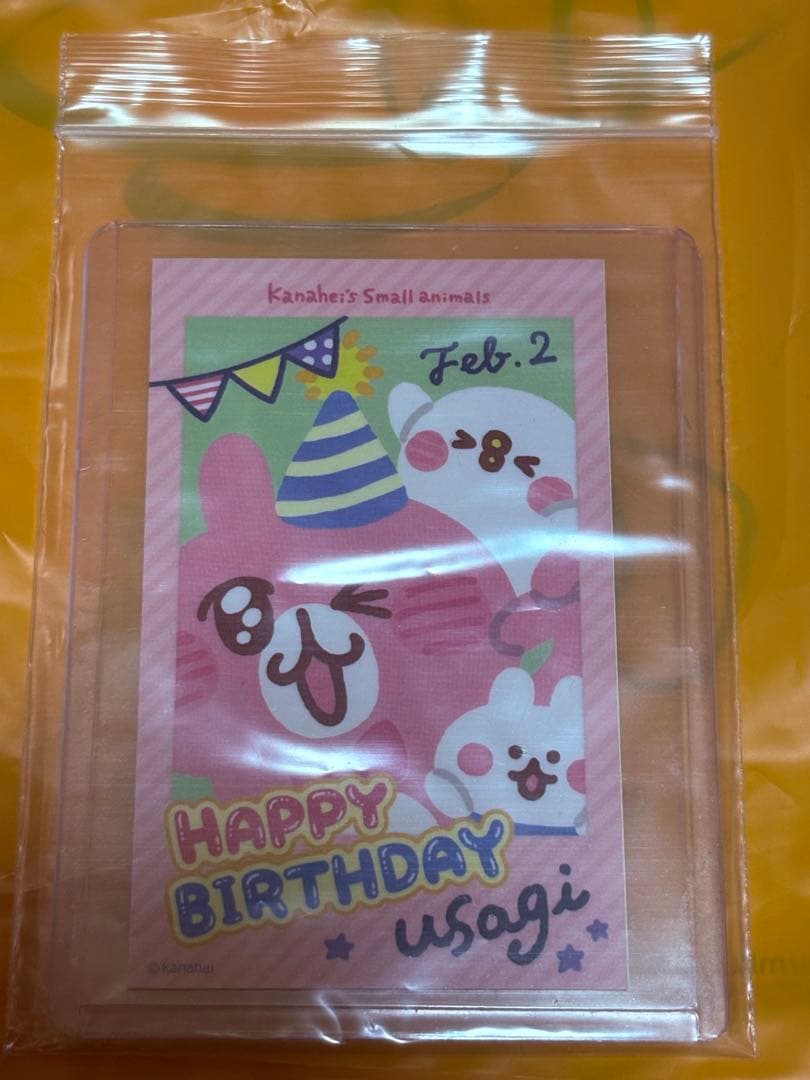 Kanahei's Small animals
Feb. 2
HAPPY
BIRTHDAY
usagi
©kanahei